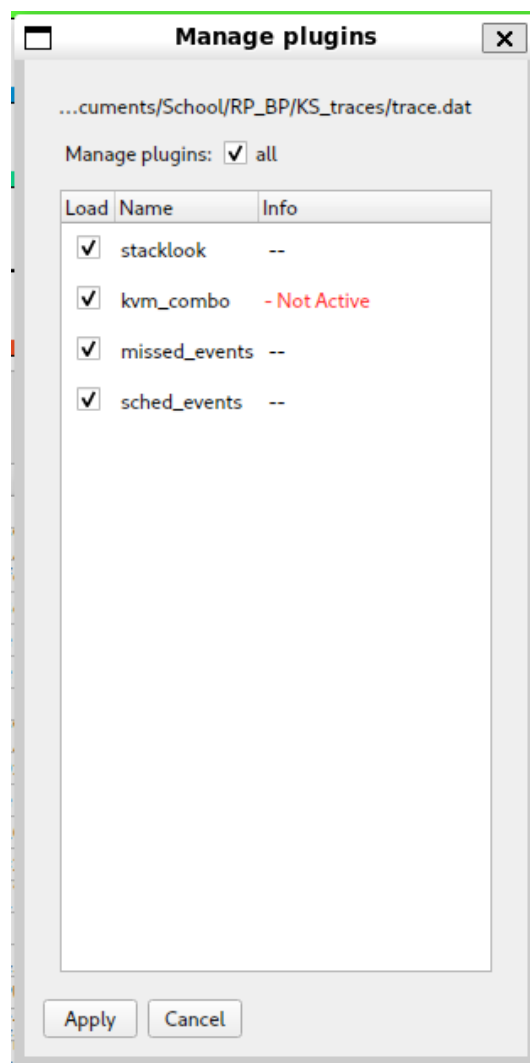 Manage plugins
...cuments/School/RP_BP/KS_traces/trace.dat
Manage plugins: all
Load Name Info
stacklook --
kvm_combo - Not Active
missed_events --
sched_events --
Apply Cancel